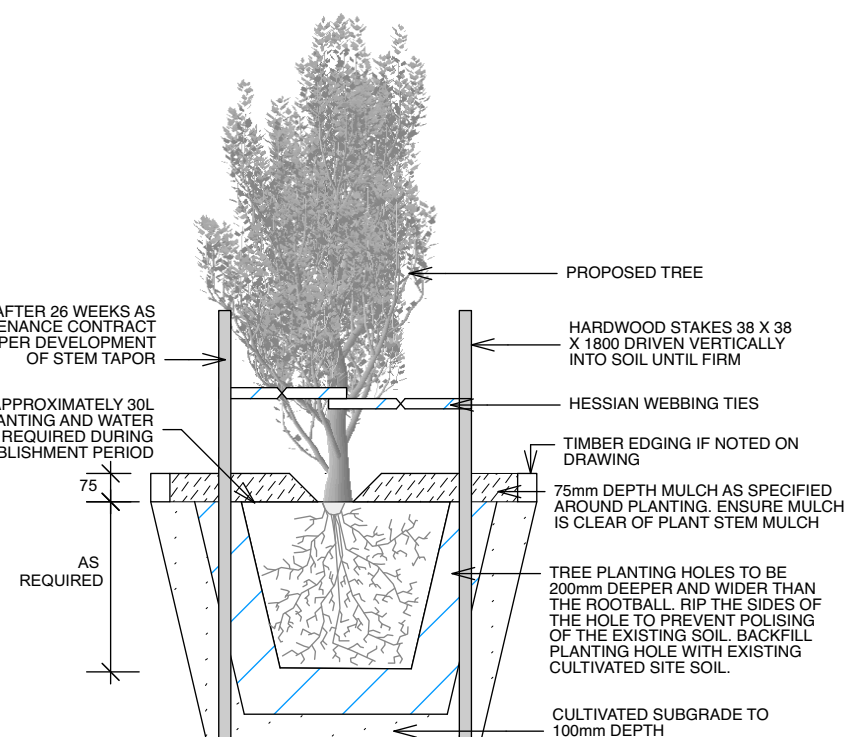 PROPOSED TREE
AFTER 26 WEEKS AS
ENANCE CONTRACT
PER DEVELOPMENT
OF STEM TAPOR
HARDWOOD STAKES 38 X 38
X 1800 DRIVEN VERTICALLY
INTO SOIL UNTIL FIRM
APPROXIMATELY 30L
ANTING AND WATER
REQUIRED DURING
BLISHMENT PERIOD
HESSIAN WEBBING TIES
TIMBER EDGING IF NOTED ON
DRAWING
75
75mm DEPTH MULCH AS SPECIFIED
AROUND PLANTING. ENSURE MULCH
IS CLEAR OF PLANT STEM MULCH
AS
REQUIRED
TREE PLANTING HOLES TO BE
200mm DEEPER AND WIDER THAN
THE ROOTBALL. RIP THE SIDES OF
THE HOLE TO PREVENT POLISING
OF THE EXISTING SOIL. BACKFILL
PLANTING HOLE WITH EXISTING
CULTIVATED SITE SOIL.
CULTIVATED SUBGRADE TO
100mm DEPTH